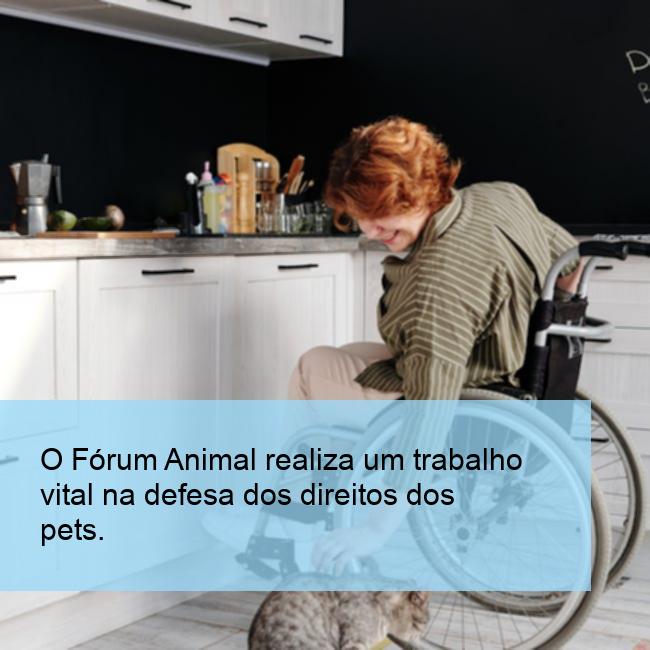 O Fórum Animal realiza um trabalho
vital na defesa dos direitos dos
pets.